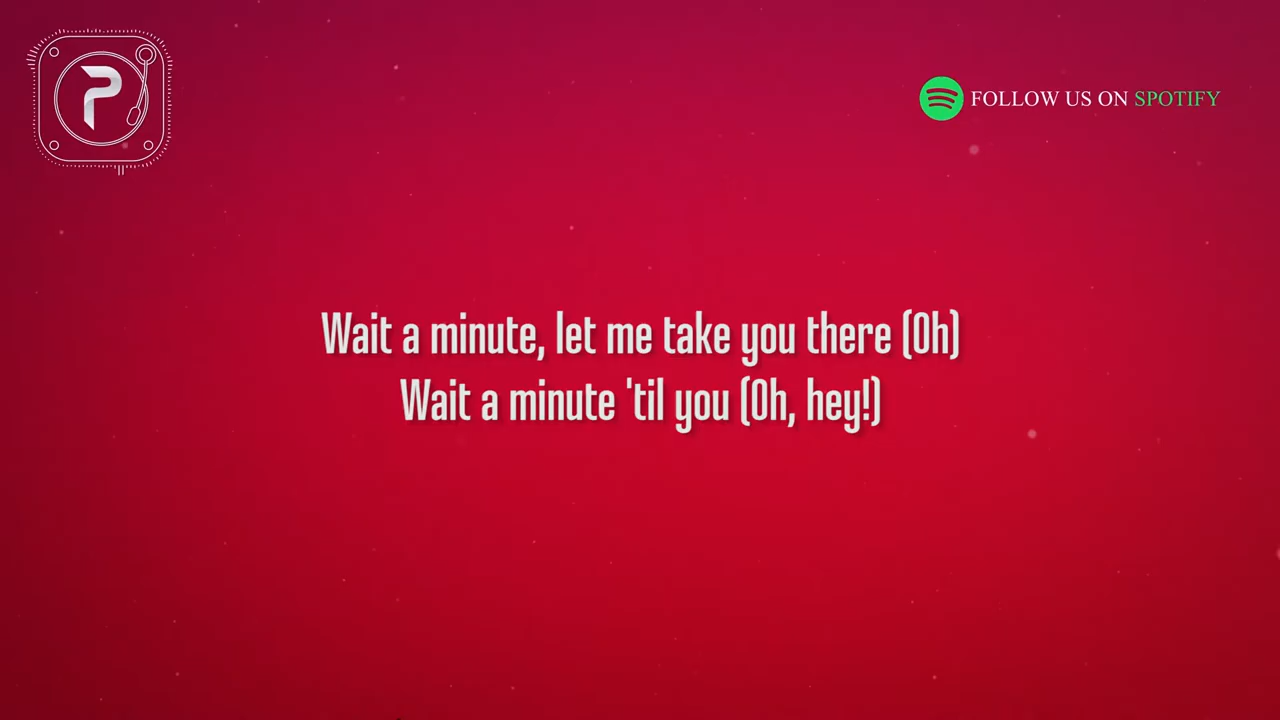 P
FOLLOW US ON SPOTIFY
Wait a minute, let me take you there (Oh)
Wait a minute 'til you (Oh, hey!)